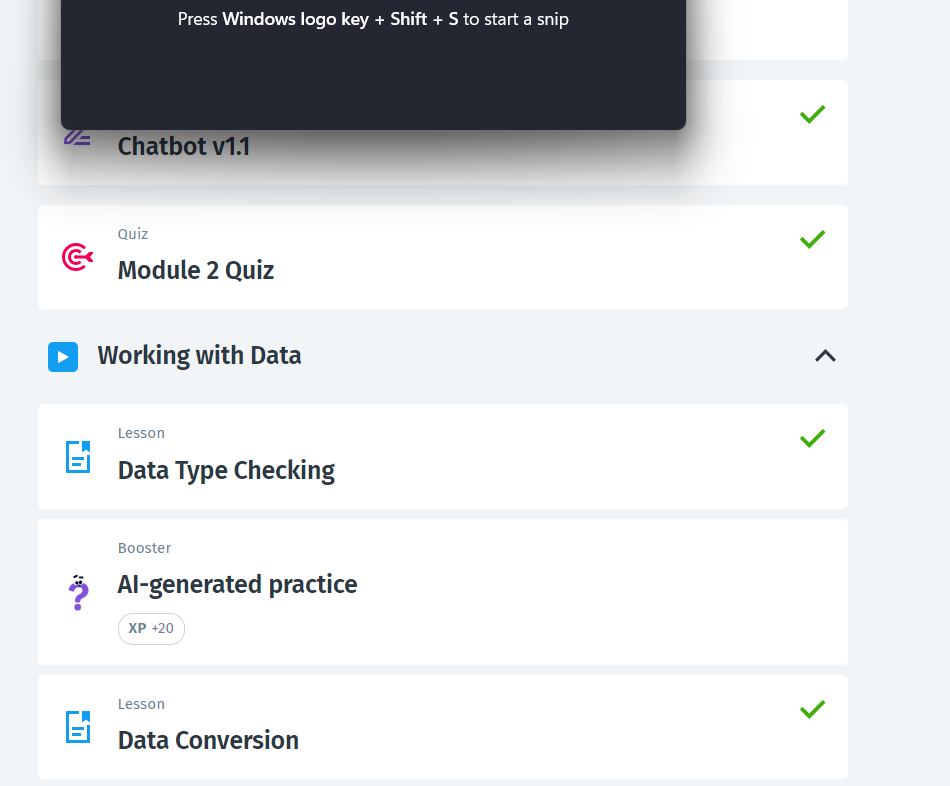 Press Windows logo key + Shift + S to start a snip
Chatbot v1.1
Quiz
Module 2 Quiz
Working with Data
Lesson
Data Type Checking
Booster
AI-generated practice
XP +20
Lesson
Data Conversion